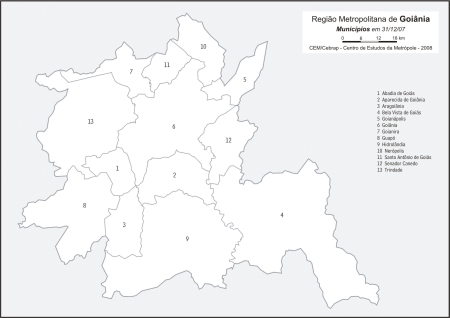 Região Metropolitana de Goiânia
Municípios em 31/12/07
0 6 12 18 km
CEM/Cebrap - Centro de Estudos da Metrópole - 2008
10
11
7
5
13
6
12
1
2
8
4
3
9
1 Abadia de Goiás
2 Aparecida de Goiânia
3 Aragoiânia
4 Bela Vista de Goiás
5 Goianápolis
6 Goiânia
7 Goianira
8 Guapó
9 Hidrolândia
10 Nerópolis
11 Santo Antônio de Goiás
12 Senador Canedo
13 Trindade